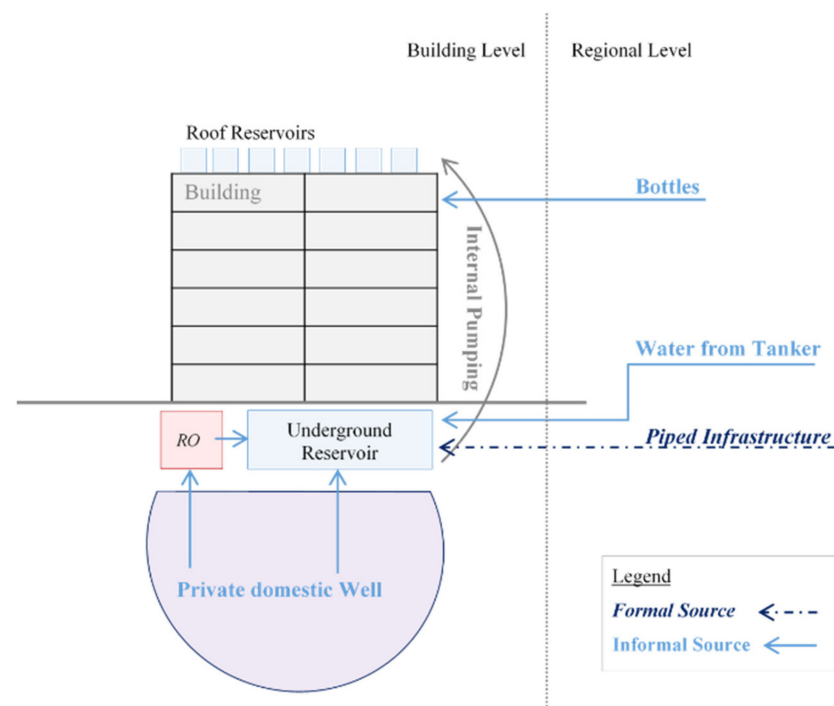 Building Level
Regional Level
Roof Reservoirs
Building
Bottles
Internal Pumping
Water from Tanker
RO
Underground
Reservoir
Piped Infrastructure
Private domestic Well
Legend
Formal Source
Informal Source